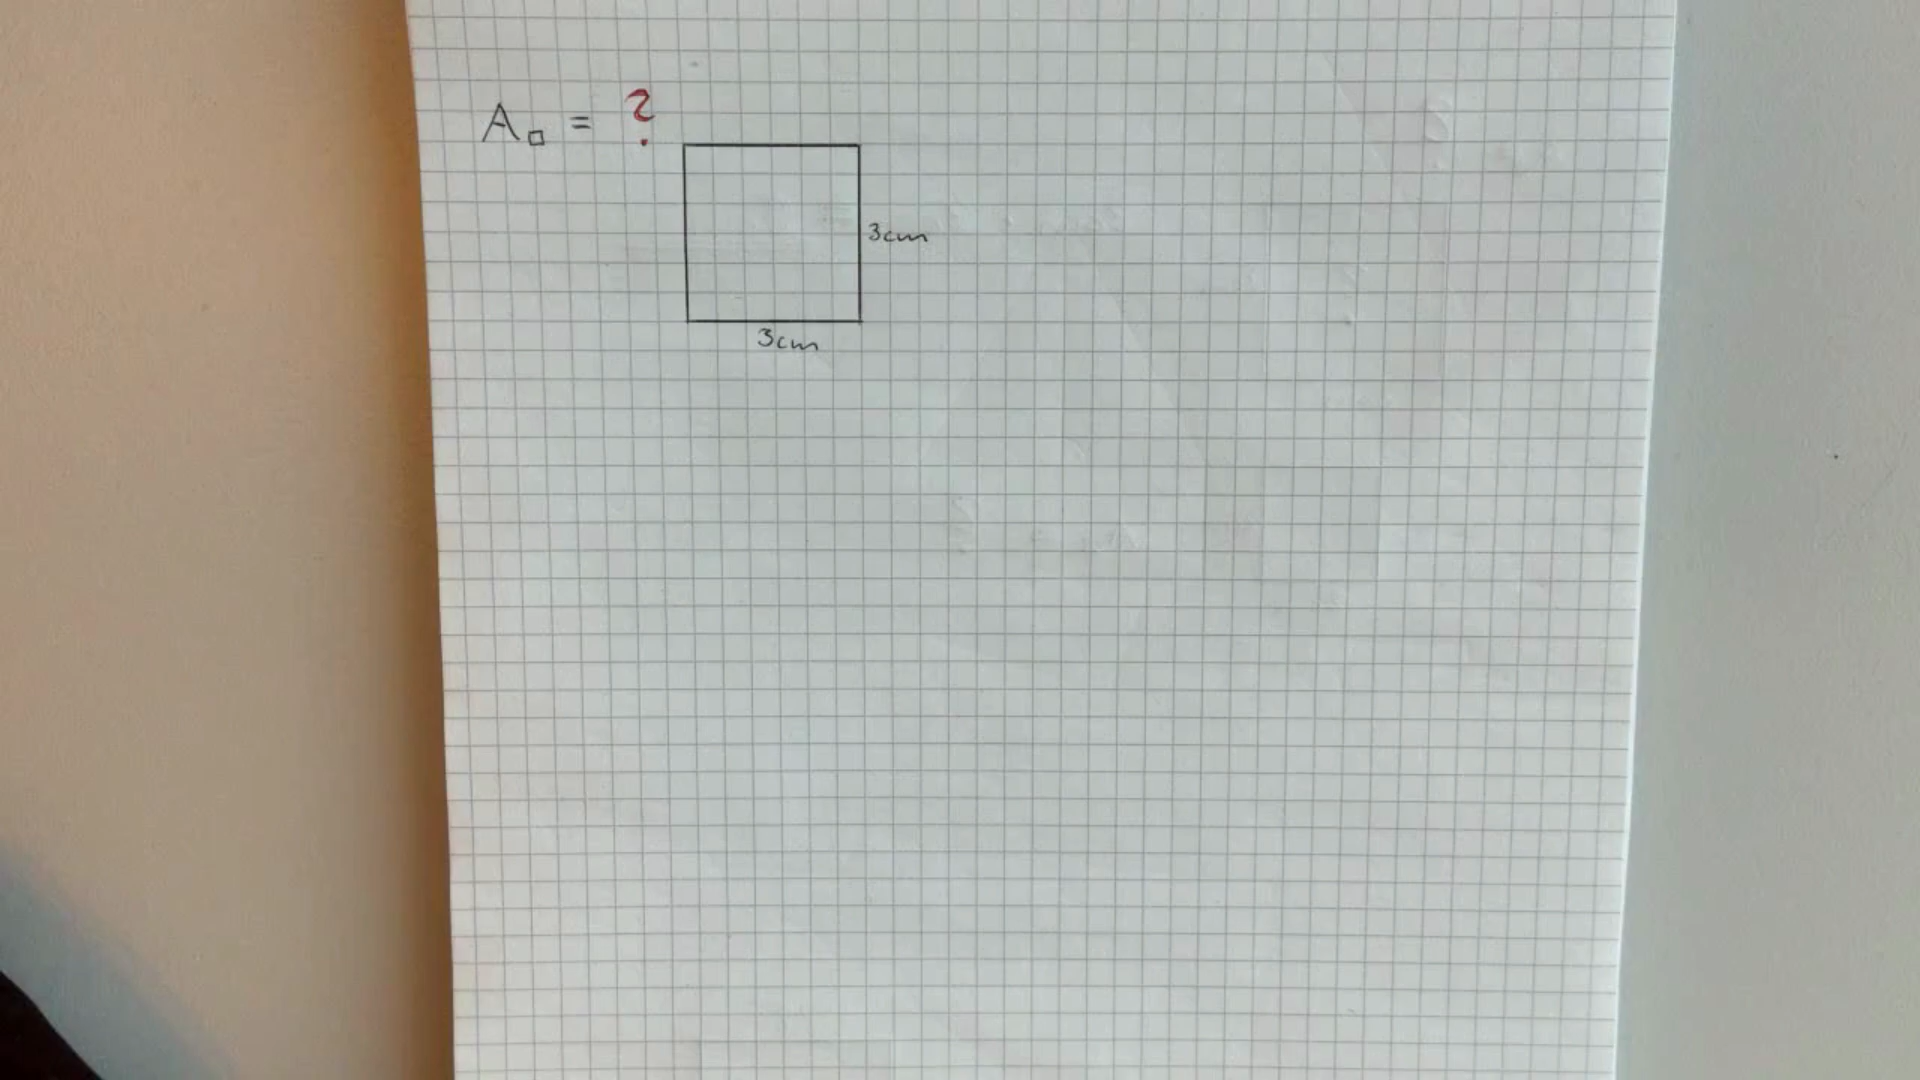 A□ = ?
3cm
3cm